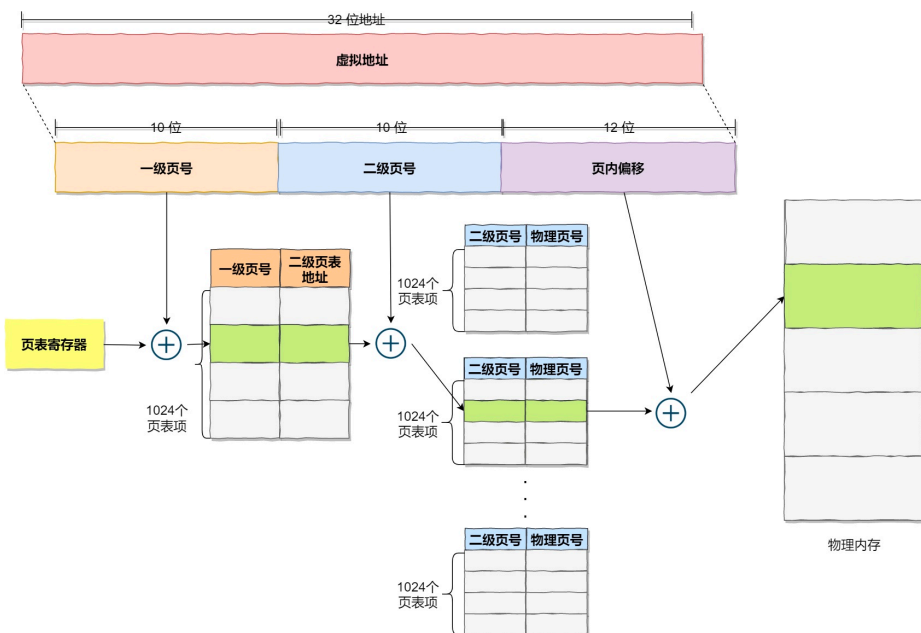 32 位地址
虚拟地址
10 位
10 位
12 位
一级页号
二级页号
页内偏移
二级页号 物理页号
一级页号
二级页表
地址
1024个
页表项
页表寄存器
二级页号 物理页号
1024个
页表项
1024个
页表项
二级页号 物理页号
物理内存
1024个
页表项